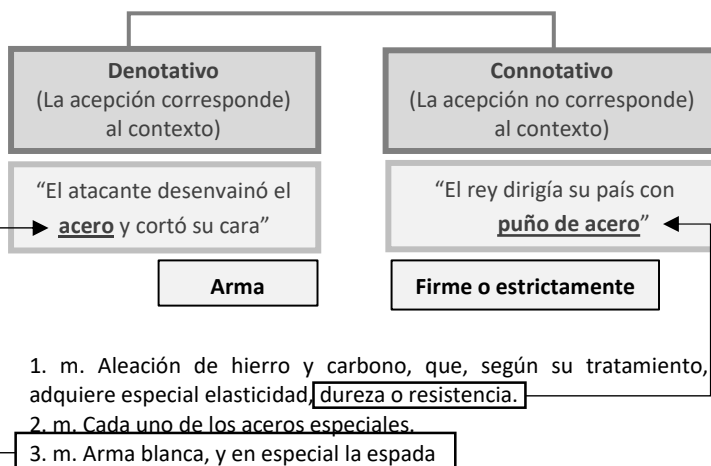 Denotativo
(La acepción corresponde)
al contexto)
Connotativo
(La acepción no corresponde)
al contexto)
“El atacante desenvainó el
acero y cortó su cara”
“El rey dirigía su país con
puño de acero”
Arma
Firme o estrictamente
1. m. Aleación de hierro y carbono, que, según su tratamiento,
adquiere especial elasticidad, dureza o resistencia.
2. m. Cada uno de los aceros especiales.
3. m. Arma blanca, y en especial la espada